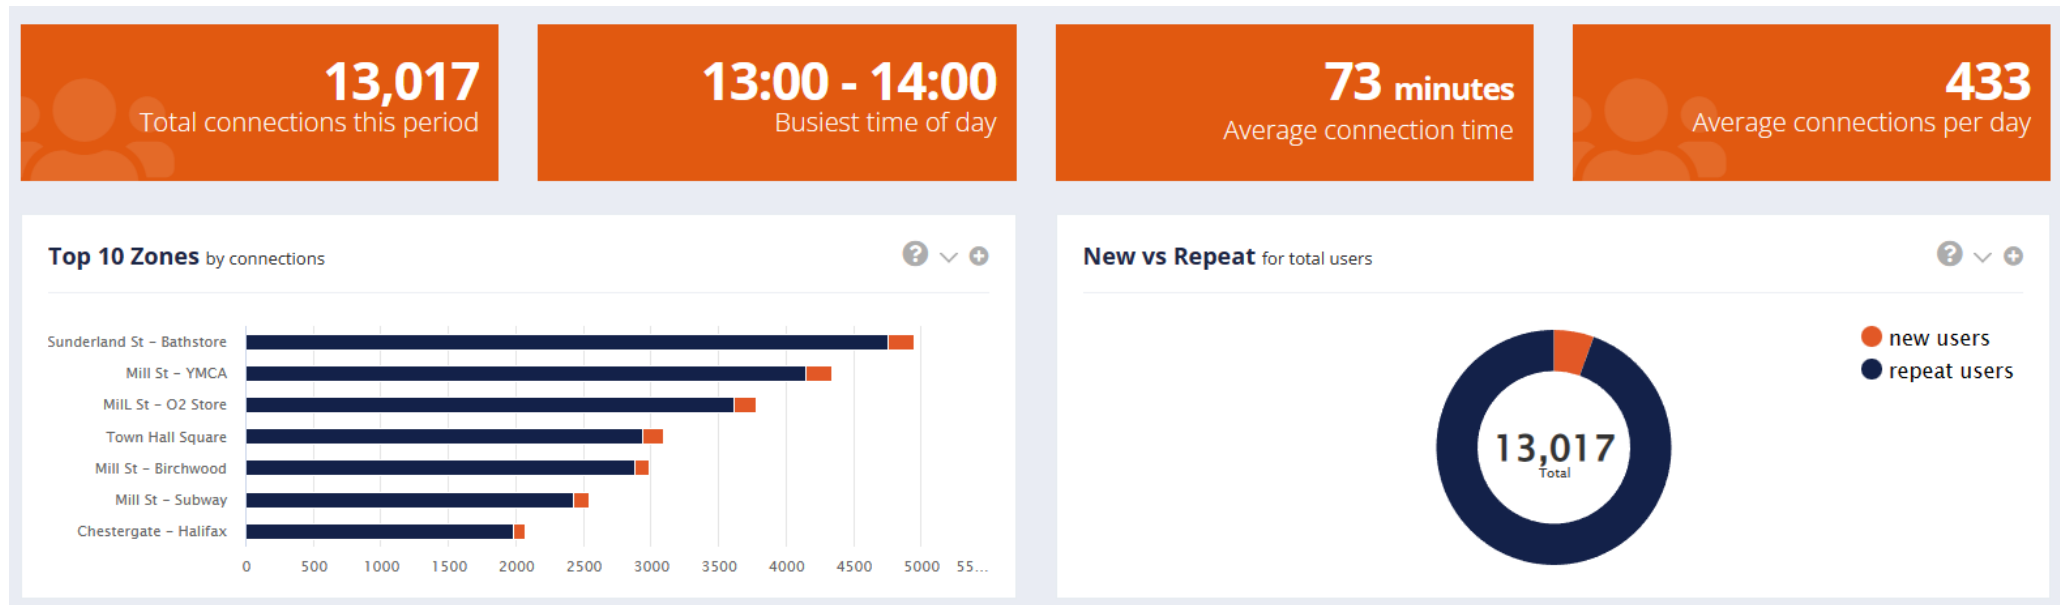 13,017
Total connections this period
13:00 - 14:00
Busiest time of day
73 minutes
Average connection time
433
Average connections per day
Top 10 Zones by connections
Sunderland St – Bathstore
Mill St – YMCA
MilL St – O2 Store
Town Hall Square
Mill St – Birchwood
Mill St – Subway
Chestergate – Halifax
0 500 1000 1500 2000 2500 3000 3500 4000 4500 5000 55...
New vs Repeat for total users
new users
repeat users
13,017
Total